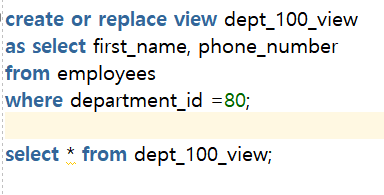 create or replace view dept_100_view
as select first_name, phone_number
from employees
where department_id =80;
select * from dept_100_view;